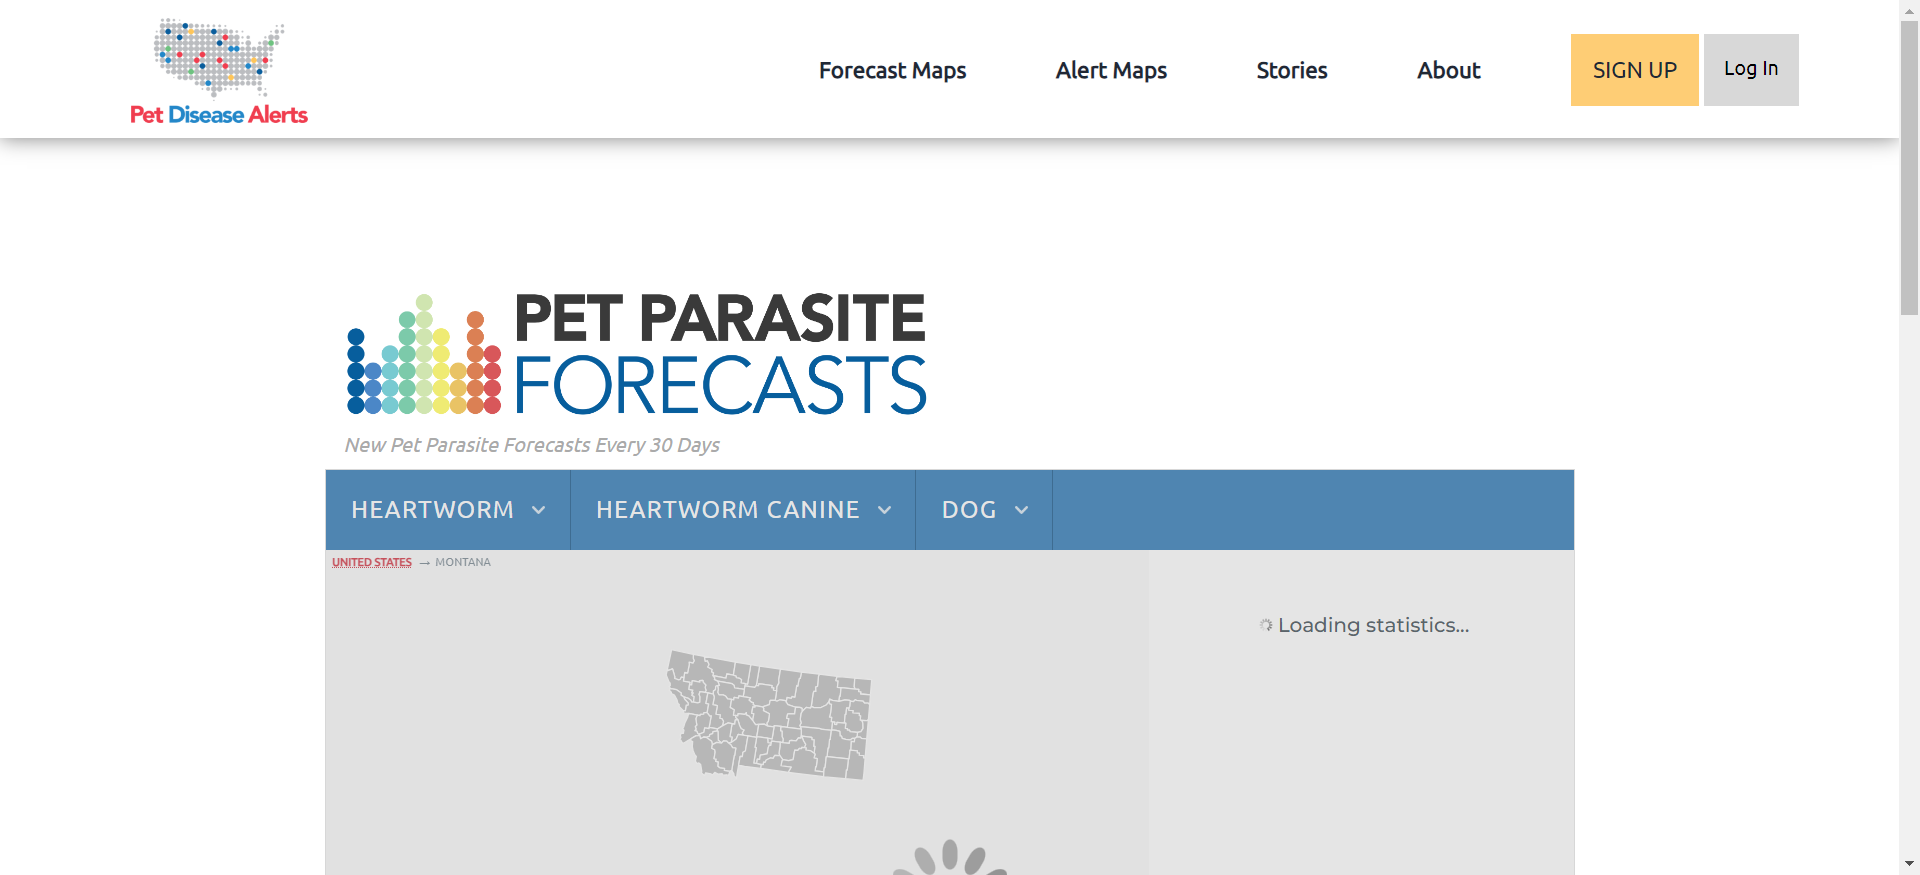 Pet Disease Alerts
Forecast Maps
Alert Maps
Stories
About
SIGN UP
Log In
PET PARASITE
FORECASTS
New Pet Parasite Forecasts Every 30 Days
HEARTWORM
HEARTWORM CANINE
DOG
UNITED STATES → MONTANA
Loading statistics...